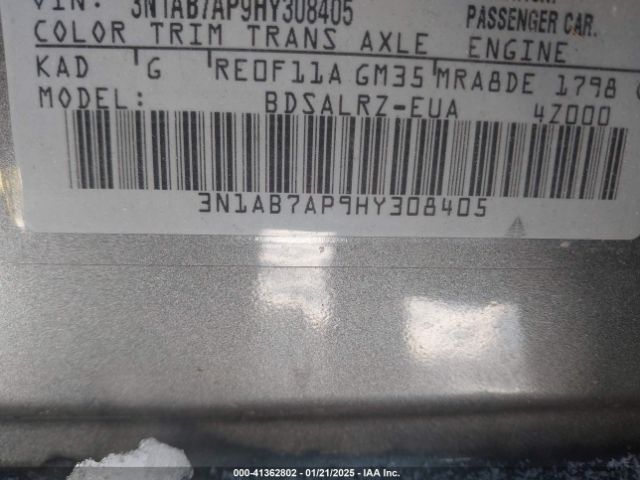 VIN: 3N1AB7AP9HY308405
PASSENGER CAR.
COLOR TRIM TRANS AXLE ENGINE
KAD G RE0F11A GM35 MRA8DE 1798
MODEL: BDSALRZ-EUA 4Z000
3N1AB7AP9HY308405
000-41362802 - 01/21/2025 - IAA Inc.